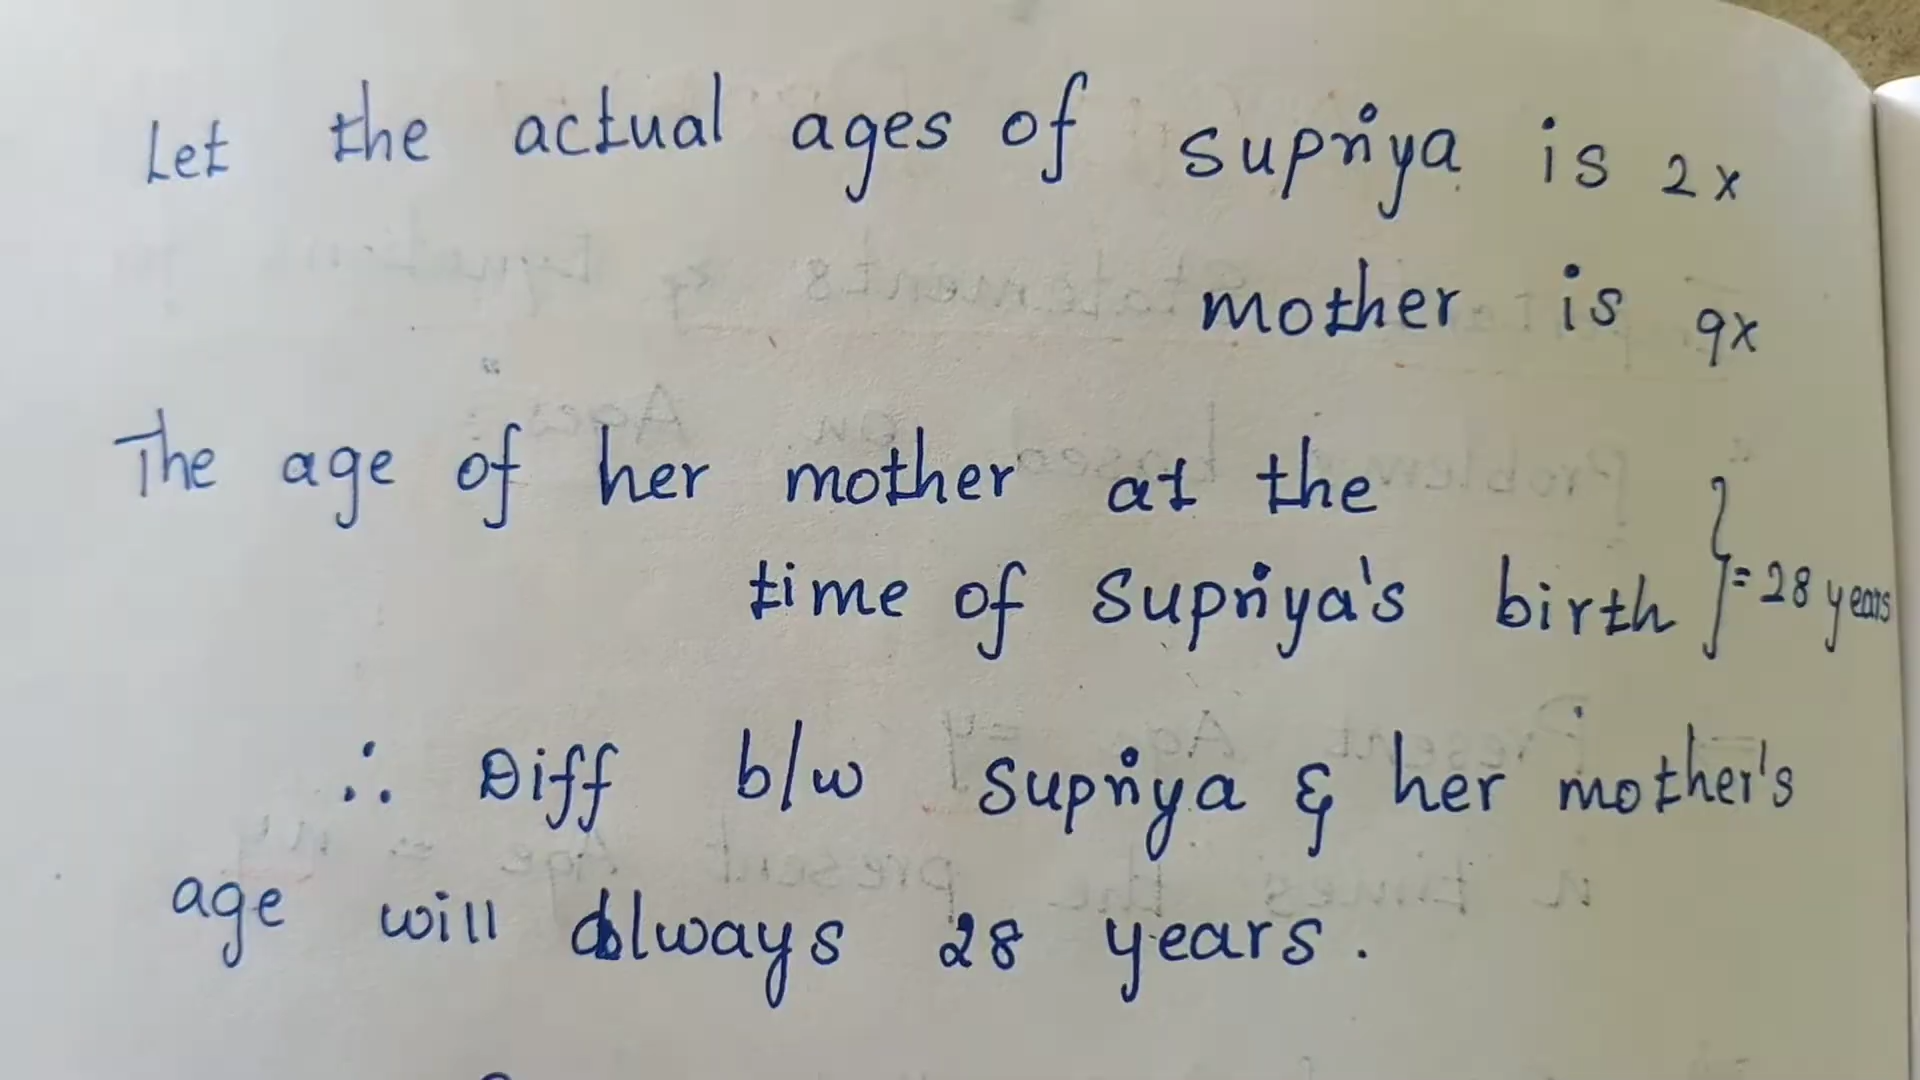 Let the actual ages of Supriya is 2x
mother is 9x
The age of her mother at the
time of Supriya's birth } = 28 years
∴ Diff b/w Supriya & her mother's
age will always 28 years.